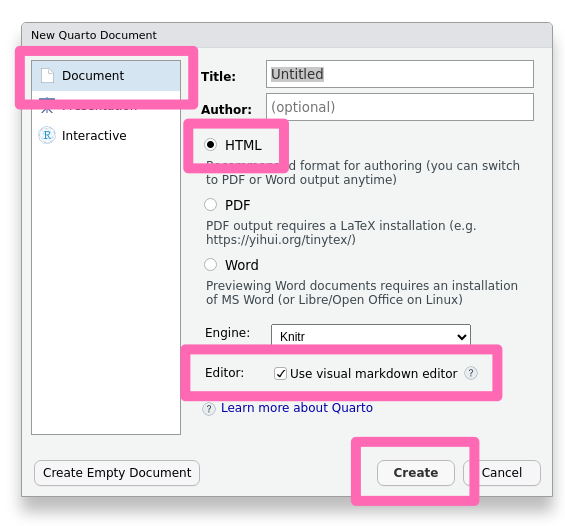 New Quarto Document
Document
Presentation
Interactive
Title: Untitled
Author: (optional)
HTML
Recommended format for authoring (you can switch
to PDF or Word output anytime)
PDF
PDF output requires a LaTeX installation (e.g.
https://yihui.org/tinytex/)
Word
Previewing Word documents requires an installation
of MS Word (or Libre/Open Office on Linux)
Engine: Knitr
Editor: Use visual markdown editor ?
? Learn more about Quarto
Create Empty Document Create Cancel